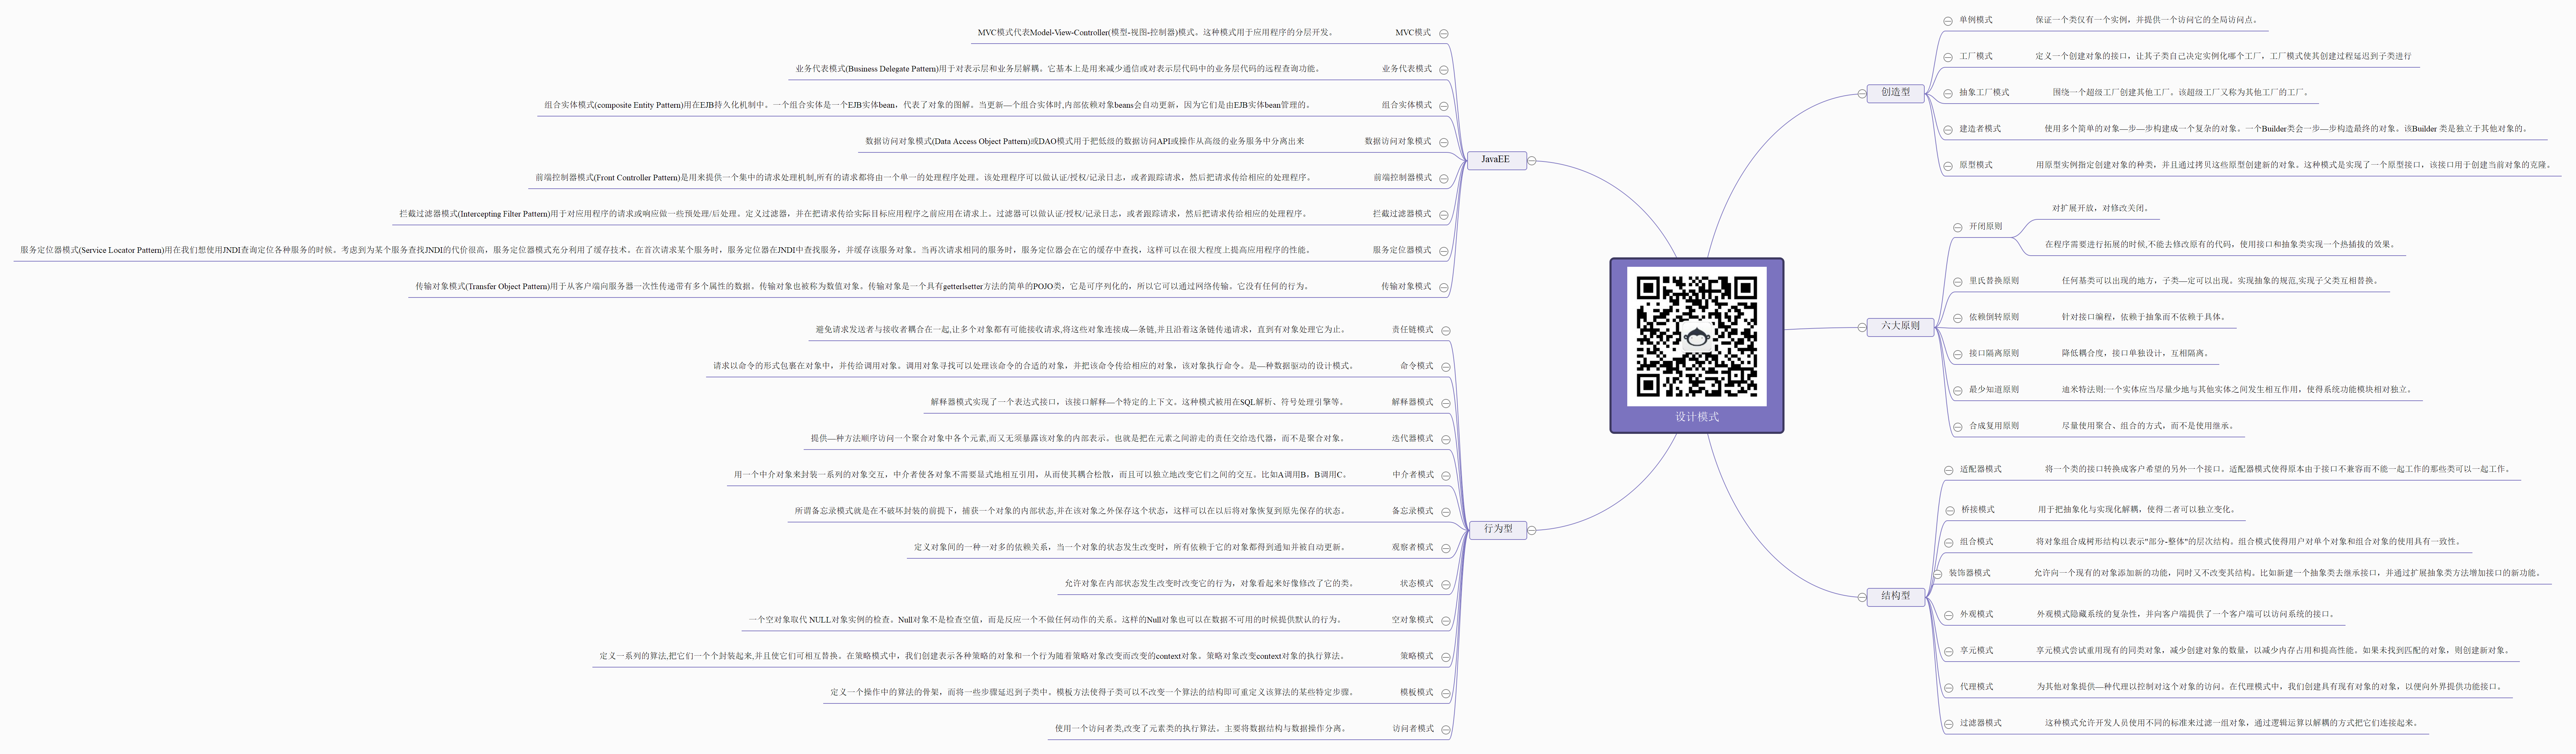 设计模式
创造型
单例模式 保证一个类仅有一个实例，并提供一个访问它的全局访问点。
工厂模式 定义一个创建对象的接口，让其子类自己决定实例化哪个工厂，工厂模式使其创建过程延迟到子类进行
抽象工厂模式 围绕一个超级工厂创建其他工厂。该超级工厂又称为其他工厂的工厂。
建造者模式 使用多个简单的对象—步—步构建成一个复杂的对象。一个Builder类会一步—步构造最终的对象。该Builder 类是独立于其他对象的。
原型模式 用原型实例指定创建对象的种类，并且通过拷贝这些原型创建新的对象。这种模式是实现了一个原型接口，该接口用于创建当前对象的克隆。
六大原则
开闭原则
对扩展开放，对修改关闭。
在程序需要进行拓展的时候,不能去修改原有的代码，使用接口和抽象类实现一个热插拔的效果。
里氏替换原则 任何基类可以出现的地方，子类—定可以出现。实现抽象的规范,实现子父类互相替换。
依赖倒转原则 针对接口编程，依赖于抽象而不依赖于具体。
接口隔离原则 降低耦合度，接口单独设计，互相隔离。
最少知道原则 迪米特法则:一个实体应当尽量少地与其他实体之间发生相互作用，使得系统功能模块相对独立。
合成复用原则 尽量使用聚合、组合的方式，而不是使用继承。
结构型
适配器模式 将一个类的接口转换成客户希望的另外一个接口。适配器模式使得原本由于接口不兼容而不能一起工作的那些类可以一起工作。
桥接模式 用于把抽象化与实现化解耦，使得二者可以独立变化。
组合模式 将对象组合成树形结构以表示"部分-整体"的层次结构。组合模式使得用户对单个对象和组合对象的使用具有一致性。
装饰器模式 允许向一个现有的对象添加新的功能，同时又不改变其结构。比如新建一个抽象类去继承接口，并通过扩展抽象类方法增加接口的新功能。
外观模式 外观模式隐藏系统的复杂性，并向客户端提供了一个客户端可以访问系统的接口。
享元模式 享元模式尝试重用现有的同类对象，减少创建对象的数量，以减少内存占用和提高性能。如果未找到匹配的对象，则创建新对象。
代理模式 为其他对象提供—种代理以控制对这个对象的访问。在代理模式中，我们创建具有现有对象的对象，以便向外界提供功能接口。
过滤器模式 这种模式允许开发人员使用不同的标准来过滤一组对象，通过逻辑运算以解耦的方式把它们连接起来。
JavaEE
MVC模式代表Model-View-Controller(模型-视图-控制器)模式。这种模式用于应用程序的分层开发。 MVC模式
业务代表模式(Business Delegate Pattern)用于对表示层和业务层解耦。它基本上是用来减少通信或对表示层代码中的业务层代码的远程查询功能。 业务代表模式
组合实体模式(composite Entity Pattern)用在EJB持久化机制中。一个组合实体是一个EJB实体bean，代表了对象的图解。当更新—个组合实体时,内部依赖对象beans会自动更新，因为它们是由EJB实体bean管理的。 组合实体模式
数据访问对象模式(Data Access Object Pattern)或DAO模式用于把低级的数据访问API或操作从高级的业务服务中分离出来 数据访问对象模式
前端控制器模式(Front Controller Pattern)是用来提供一个集中的请求处理机制,所有的请求都将由一个单一的处理程序处理。该处理程序可以做认证/授权/记录日志，或者跟踪请求，然后把请求传给相应的处理程序。 前端控制器模式
拦截过滤器模式(Intercepting Filter Pattern)用于对应用程序的请求或响应做一些预处理/后处理。定义过滤器，并在把请求传给实际目标应用程序之前应用在请求上。过滤器可以做认证/授权/记录日志，或者跟踪请求，然后把请求传给相应的处理程序。 拦截过滤器模式
服务定位器模式(Service Locator Pattern)用在我们想使用JNDI查询定位各种服务的时候。考虑到为某个服务查找JNDI的代价很高，服务定位器模式充分利用了缓存技术。在首次请求某个服务时，服务定位器在JNDI中查找服务，并缓存该服务对象。当再次请求相同的服务时，服务定位器会在它的缓存中查找，这样可以在很大程度上提高应用程序的性能。 服务定位器模式
传输对象模式(Transfer Object Pattern)用于从客户端向服务器一次性传递带有多个属性的数据。传输对象也被称为数值对象。传输对象是一个具有getterlsetter方法的简单的POJO类，它是可序列化的，所以它可以通过网络传输。它没有任何的行为。 传输对象模式
行为型
避免请求发送者与接收者耦合在一起,让多个对象都有可能接收请求,将这些对象连接成—条链,并且沿着这条链传递请求，直到有对象处理它为止。 责任链模式
请求以命令的形式包裹在对象中，并传给调用对象。调用对象寻找可以处理该命令的合适的对象，并把该命令传给相应的对象，该对象执行命令。是—种数据驱动的设计模式。 命令模式
解释器模式实现了一个表达式接口，该接口解释—个特定的上下文。这种模式被用在SQL解析、符号处理引擎等。 解释器模式
提供—种方法顺序访问一个聚合对象中各个元素,而又无须暴露该对象的内部表示。也就是把在元素之间游走的责任交给迭代器，而不是聚合对象。 迭代器模式
用一个中介对象来封装一系列的对象交互，中介者使各对象不需要显式地相互引用，从而使其耦合松散，而且可以独立地改变它们之间的交互。比如A调用B，B调用C。 中介者模式
所谓备忘录模式就是在不破坏封装的前提下，捕获一个对象的内部状态,并在该对象之外保存这个状态，这样可以在以后将对象恢复到原先保存的状态。 备忘录模式
定义对象间的一种一对多的依赖关系，当一个对象的状态发生改变时，所有依赖于它的对象都得到通知并被自动更新。 观察者模式
允许对象在内部状态发生改变时改变它的行为，对象看起来好像修改了它的类。 状态模式
一个空对象取代 NULL对象实例的检查。Null对象不是检查空值，而是反应一个不做任何动作的关系。这样的Null对象也可以在数据不可用的时候提供默认的行为。 空对象模式
定义一系列的算法,把它们一个个封装起来,并且使它们可相互替换。在策略模式中，我们创建表示各种策略的对象和一个行为随着策略对象改变而改变的context对象。策略对象改变context对象的执行算法。 策略模式
定义一个操作中的算法的骨架，而将一些步骤延迟到子类中。模板方法使得子类可以不改变一个算法的结构即可重定义该算法的某些特定步骤。 模板模式
使用一个访问者类,改变了元素类的执行算法。主要将数据结构与数据操作分离。 访问者模式